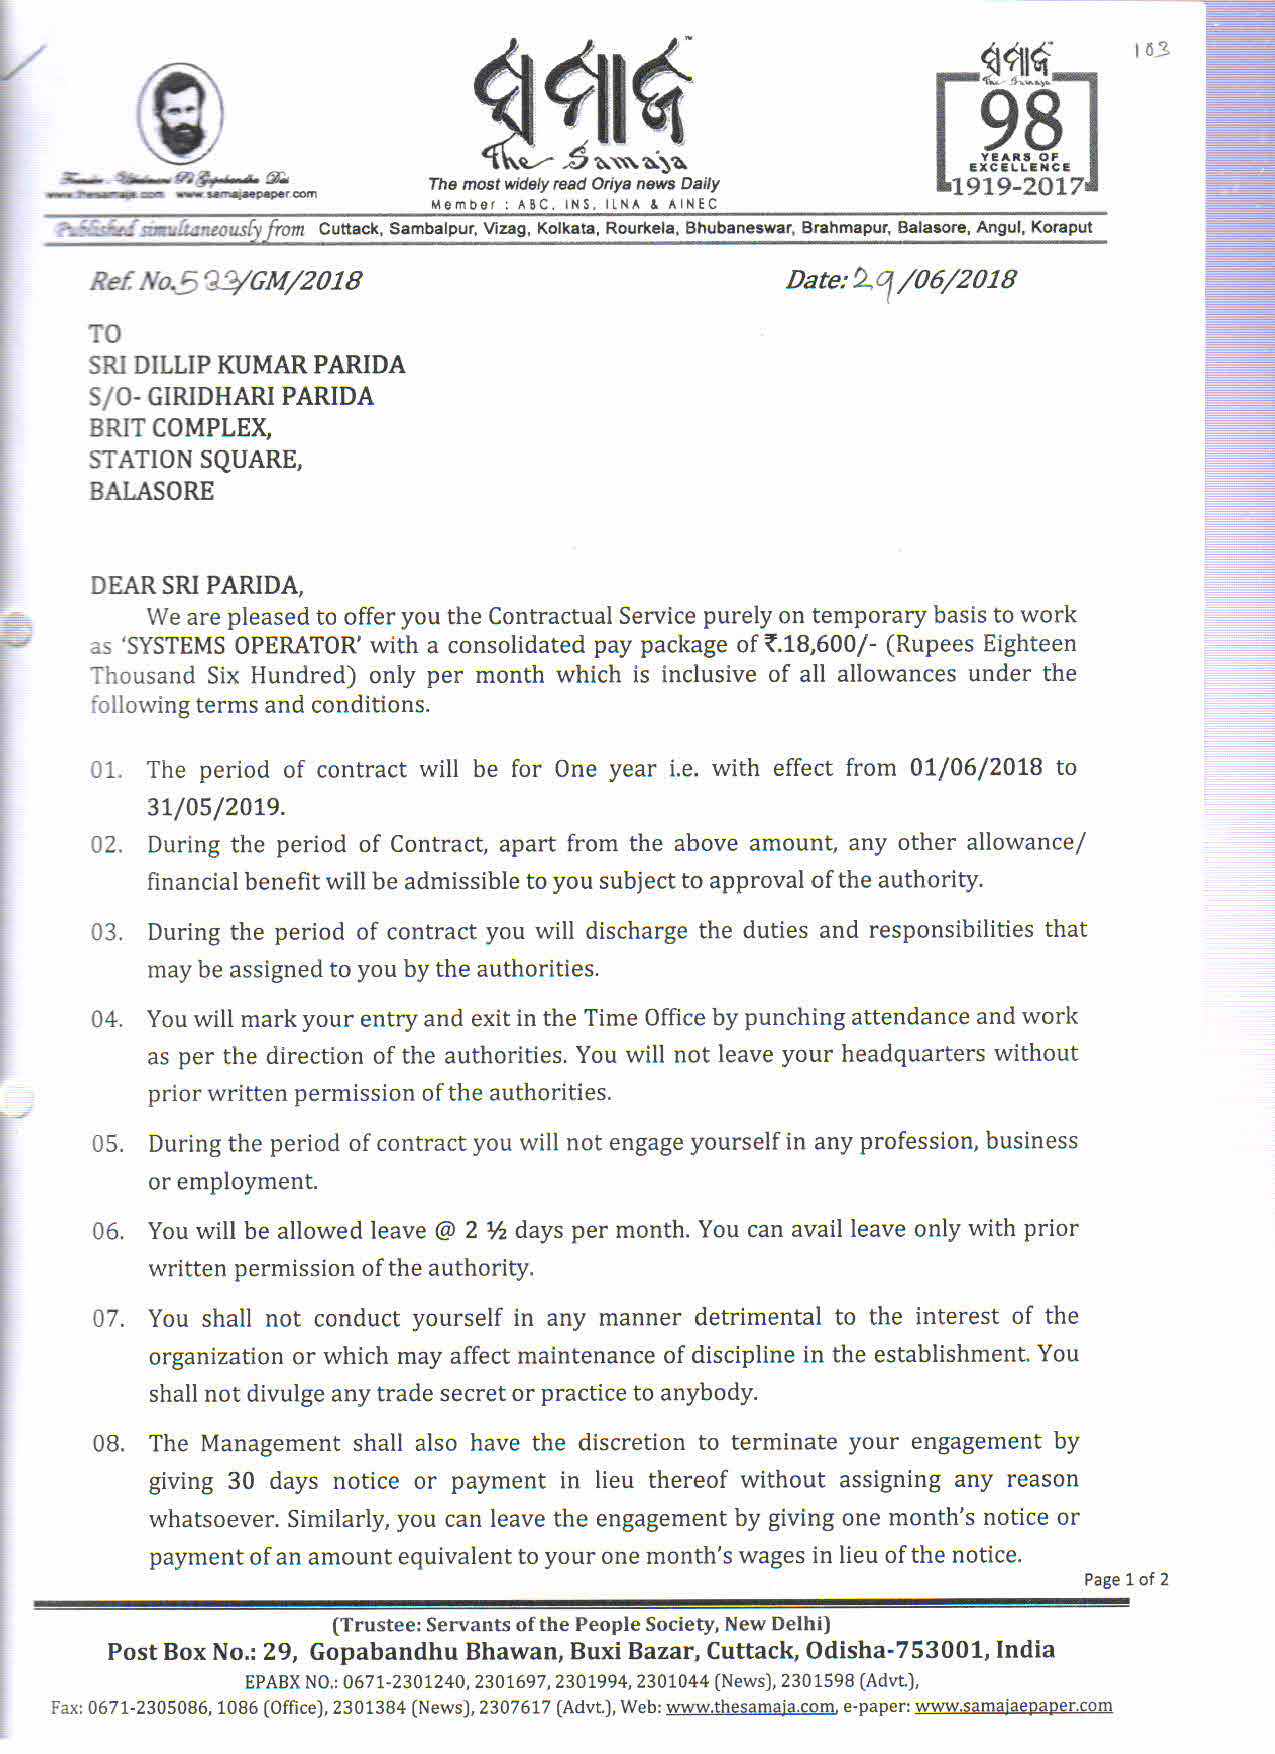 ସମାଜ
™
The Samaja
The most widely read Oriya news Daily
Member : ABC, INS, ILNA & AINEC
www.thesamaja.com www.samajaepaper.com
ସମାଜ
The Samaja
98
YEARS OF
EXCELLENCE
1919-2017
103
Published simultaneously from Cuttack, Sambalpur, Vizag, Kolkata, Rourkela, Bhubaneswar, Brahmapur, Balasore, Angul, Koraput
Ref. No. 533/GM/2018 Date: 29/06/2018
TO
SRI DILLIP KUMAR PARIDA
S/O- GIRIDHARI PARIDA
BRIT COMPLEX,
STATION SQUARE,
BALASORE
DEAR SRI PARIDA,
We are pleased to offer you the Contractual Service purely on temporary basis to work
as ‘SYSTEMS OPERATOR’ with a consolidated pay package of ₹.18,600/- (Rupees Eighteen
Thousand Six Hundred) only per month which is inclusive of all allowances under the
following terms and conditions.
01. The period of contract will be for One year i.e. with effect from 01/06/2018 to
31/05/2019.
02. During the period of Contract, apart from the above amount, any other allowance/
financial benefit will be admissible to you subject to approval of the authority.
03. During the period of contract you will discharge the duties and responsibilities that
may be assigned to you by the authorities.
04. You will mark your entry and exit in the Time Office by punching attendance and work
as per the direction of the authorities. You will not leave your headquarters without
prior written permission of the authorities.
05. During the period of contract you will not engage yourself in any profession, business
or employment.
06. You will be allowed leave @ 2 ½ days per month. You can avail leave only with prior
written permission of the authority.
07. You shall not conduct yourself in any manner detrimental to the interest of the
organization or which may affect maintenance of discipline in the establishment. You
shall not divulge any trade secret or practice to anybody.
08. The Management shall also have the discretion to terminate your engagement by
giving 30 days notice or payment in lieu thereof without assigning any reason
whatsoever. Similarly, you can leave the engagement by giving one month’s notice or
payment of an amount equivalent to your one month’s wages in lieu of the notice.
Page 1 of 2
(Trustee: Servants of the People Society, New Delhi)
Post Box No.: 29, Gopabandhu Bhawan, Buxi Bazar, Cuttack, Odisha-753001, India
EPABX NO.: 0671-2301240, 2301697, 2301994, 2301044 (News), 2301598 (Advt.),
Fax: 0671-2305086, 1086 (Office), 2301384 (News), 2307617 (Advt.), Web: www.thesamaja.com, e-paper: www.samajaepaper.com